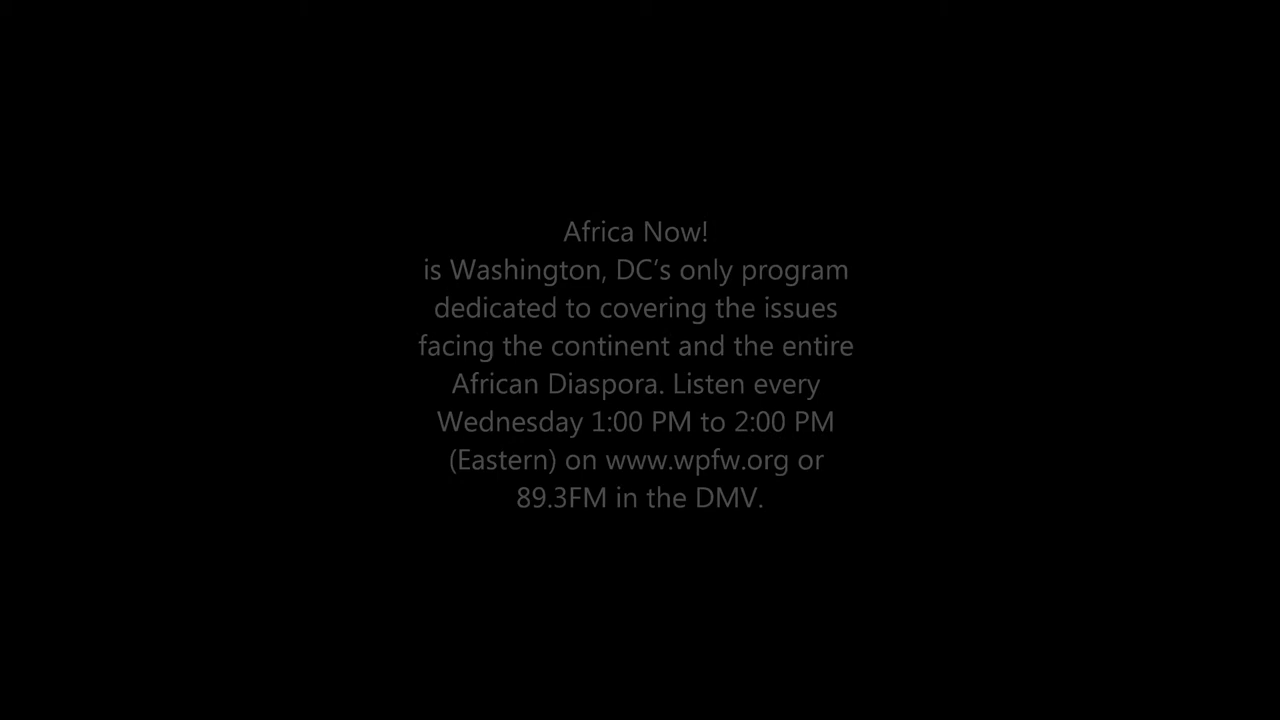 Africa Now!
is Washington, DC’s only program
dedicated to covering the issues
facing the continent and the entire
African Diaspora. Listen every
Wednesday 1:00 PM to 2:00 PM
(Eastern) on www.wpfw.org or
89.3FM in the DMV.